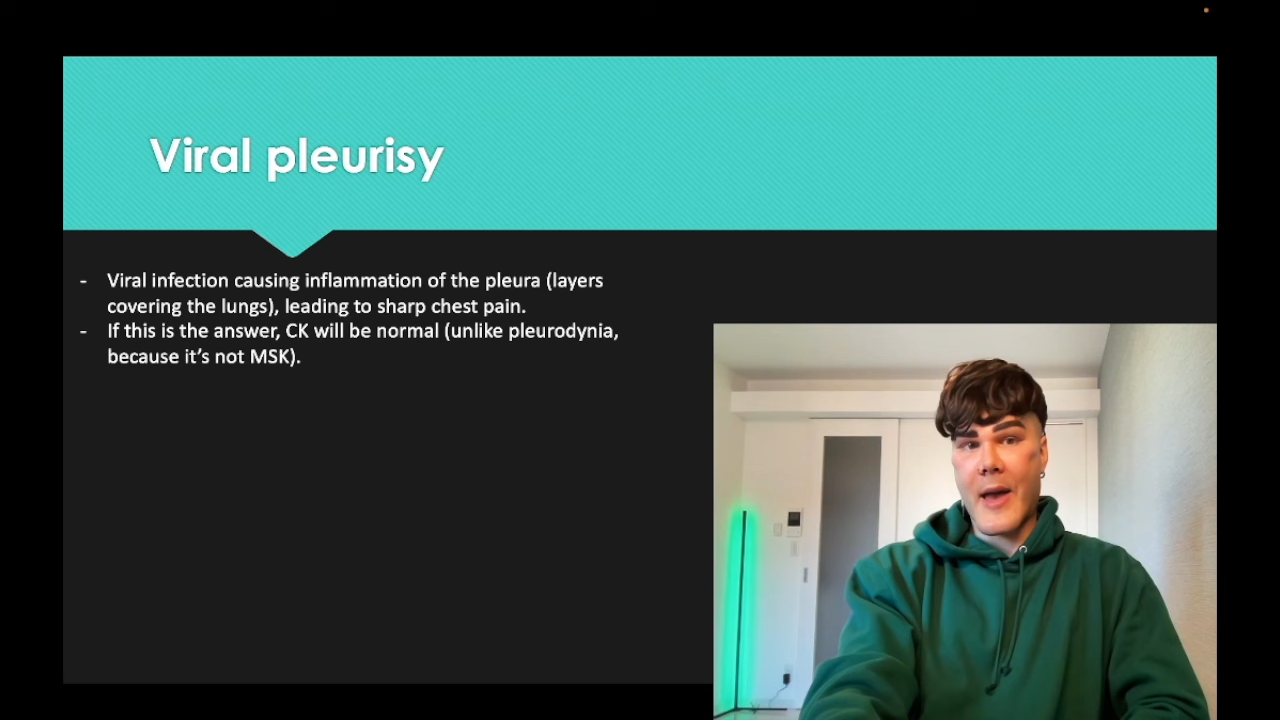 Viral pleurisy
- Viral infection causing inflammation of the pleura (layers
covering the lungs), leading to sharp chest pain.
- If this is the answer, CK will be normal (unlike pleurodynia,
because it’s not MSK).